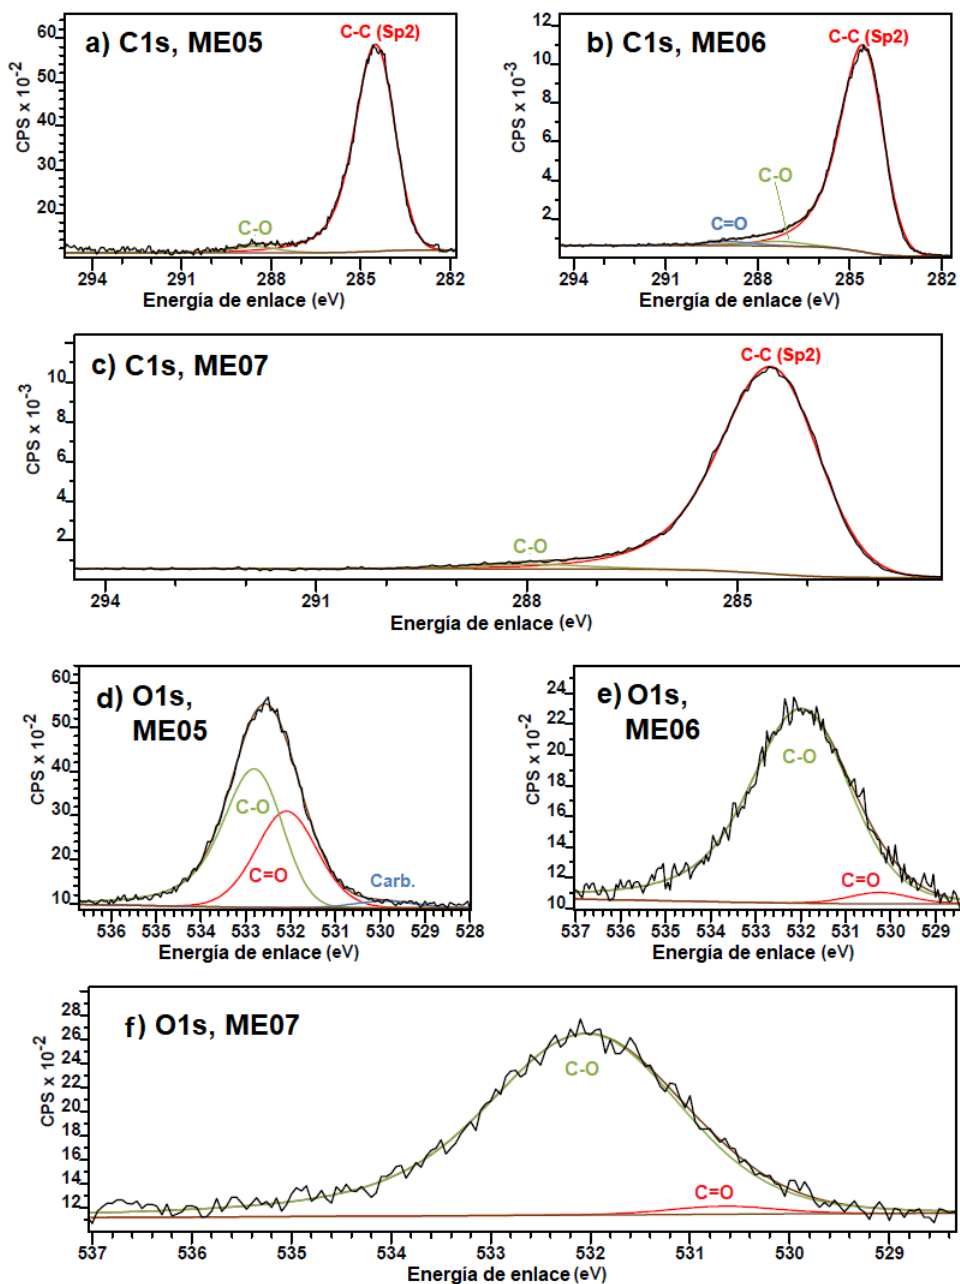 a) C1s, ME05
C-C (Sp2)
C-O
60
50
40
30
20
CPS x 10⁻²
294
291
288
285
282
Energía de enlace (eV)
b) C1s, ME06
C-C (Sp2)
C-O
C=O
12
10
8
6
4
2
CPS x 10⁻³
294
292
290
288
286
284
282
Energía de enlace (eV)
c) C1s, ME07
C-C (Sp2)
C-O
10
8
6
4
2
CPS x 10⁻³
294
291
288
285
Energía de enlace (eV)
d) O1s,
ME05
C-O
C=O
Carb.
60
50
40
30
20
10
CPS x 10⁻²
536
535
534
533
532
531
530
529
528
Energía de enlace (eV)
e) O1s,
ME06
C-O
C=O
24
22
20
18
16
14
12
10
CPS x 10⁻²
537
536
535
534
533
532
531
530
529
Energía de enlace (eV)
f) O1s, ME07
C-O
C=O
28
26
24
22
20
18
16
14
12
CPS x 10⁻²
537
536
535
534
533
532
531
530
529
Energía de enlace (eV)